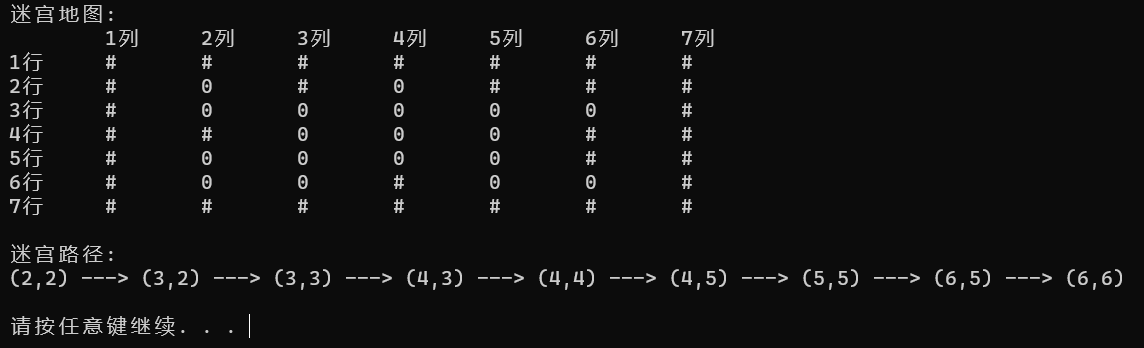 迷宫地图:
1列 2列 3列 4列 5列 6列 7列
1行 # # # # # # #
2行 # 0 # 0 # # #
3行 # 0 0 0 0 0 #
4行 # # 0 0 0 # #
5行 # 0 0 0 0 # #
6行 # 0 0 # 0 0 #
7行 # # # # # # #
迷宫路径:
(2,2) ---> (3,2) ---> (3,3) ---> (4,3) ---> (4,4) ---> (4,5) ---> (5,5) ---> (6,5) ---> (6,6)
请按任意键继续. . .